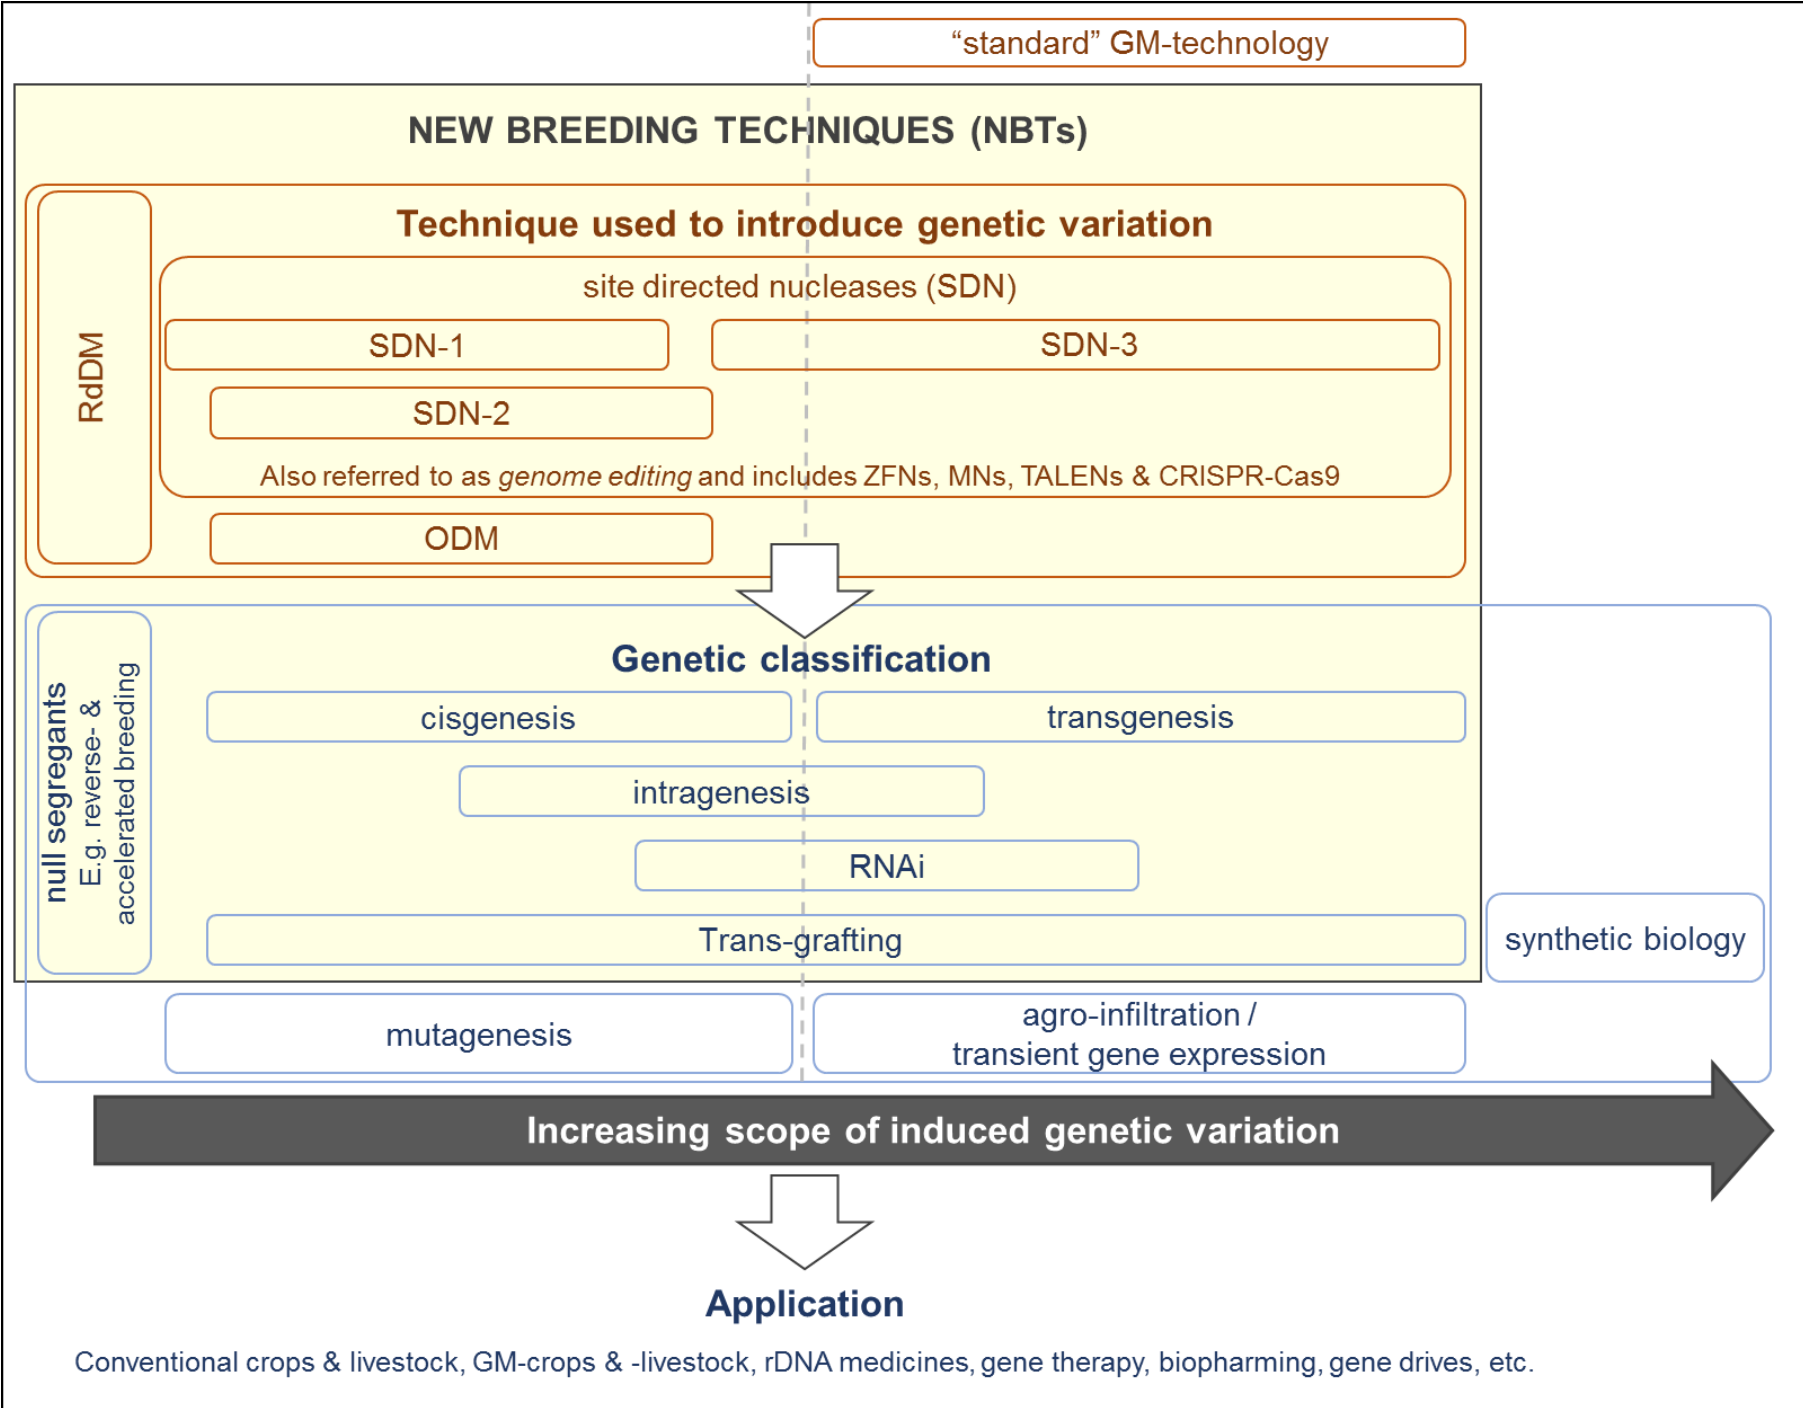 “standard” GM-technology
NEW BREEDING TECHNIQUES (NBTs)
Technique used to introduce genetic variation
RdDM
site directed nucleases (SDN)
SDN-1
SDN-3
SDN-2
Also referred to as genome editing and includes ZFNs, MNs, TALENs & CRISPR-Cas9
ODM
Genetic classification
null segregants
E.g. reverse- &
accelerated breeding
cisgenesis
transgenesis
intragenesis
RNAi
Trans-grafting
synthetic biology
mutagenesis
agro-infiltration /
transient gene expression
Increasing scope of induced genetic variation
Application
Conventional crops & livestock, GM-crops & -livestock, rDNA medicines, gene therapy, biopharming, gene drives, etc.